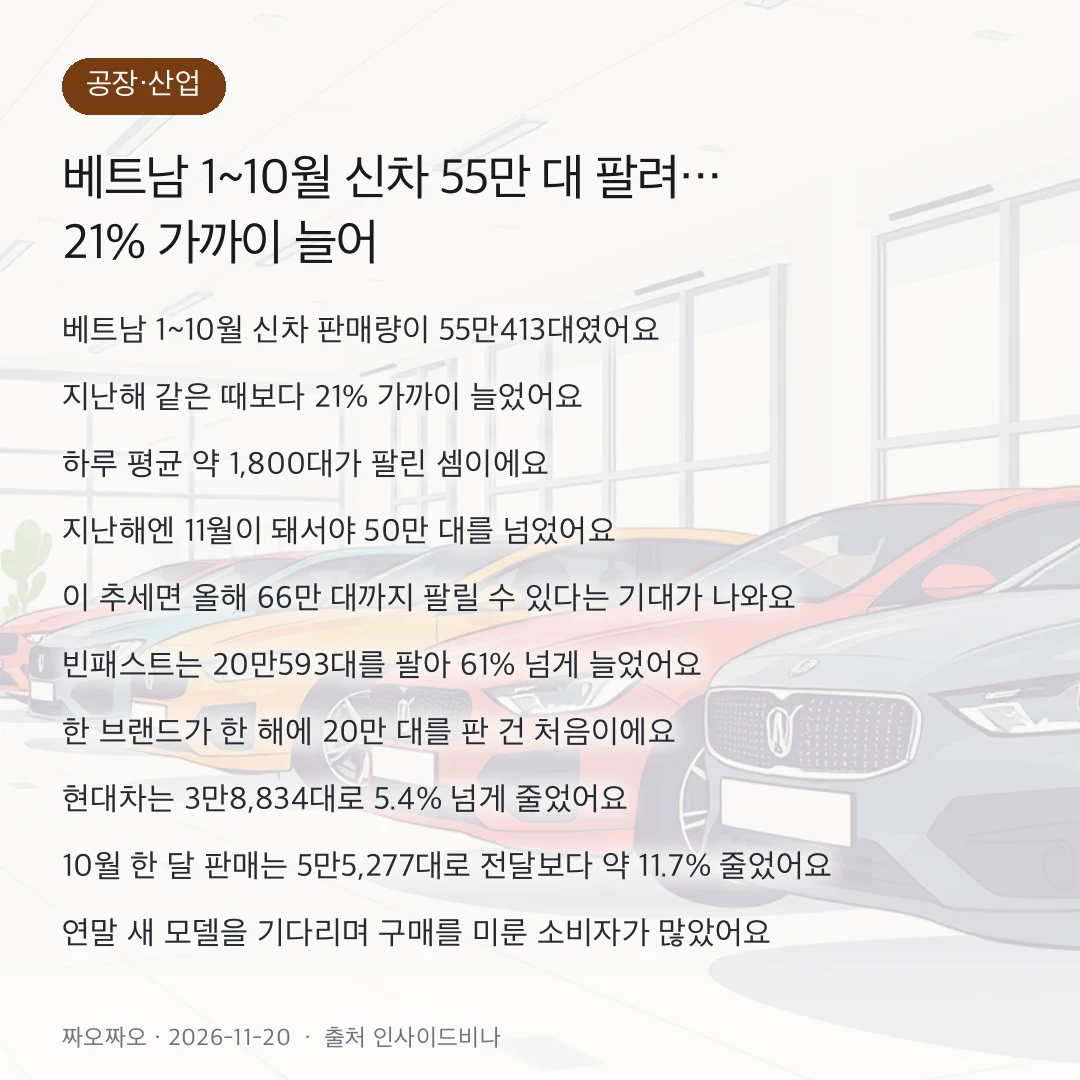 공장·산업
베트남 1~10월 신차 55만 대 팔려…
21% 가까이 늘어
베트남 1~10월 신차 판매량이 55만413대였어요
지난해 같은 때보다 21% 가까이 늘었어요
하루 평균 약 1,800대가 팔린 셈이에요
지난해엔 11월이 돼서야 50만 대를 넘었어요
이 추세면 올해 66만 대까지 팔릴 수 있다는 기대가 나와요
빈패스트는 20만593대를 팔아 61% 넘게 늘었어요
한 브랜드가 한 해에 20만 대를 판 건 처음이에요
현대차는 3만8,834대로 5.4% 넘게 줄었어요
10월 한 달 판매는 5만5,277대로 전달보다 약 11.7% 줄었어요
연말 새 모델을 기다리며 구매를 미룬 소비자가 많았어요
짜오짜오 · 2026-11-20 · 출처 인사이드비나